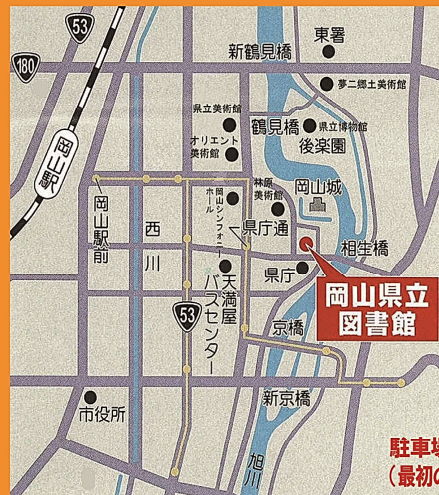 53
180
東署
新鶴見橋
夢二郷土美術館
県立美術館
鶴見橋
県立博物館
オリエント
美術館
後楽園
岡山駅
林原
美術館
岡山城
岡山シンフォニー
ホール
岡山駅前
西川
県庁通
相生橋
県庁
天満屋
バスセンター
岡山県立
図書館
53
京橋
新京橋
市役所
旭川
駐車場
(最初の